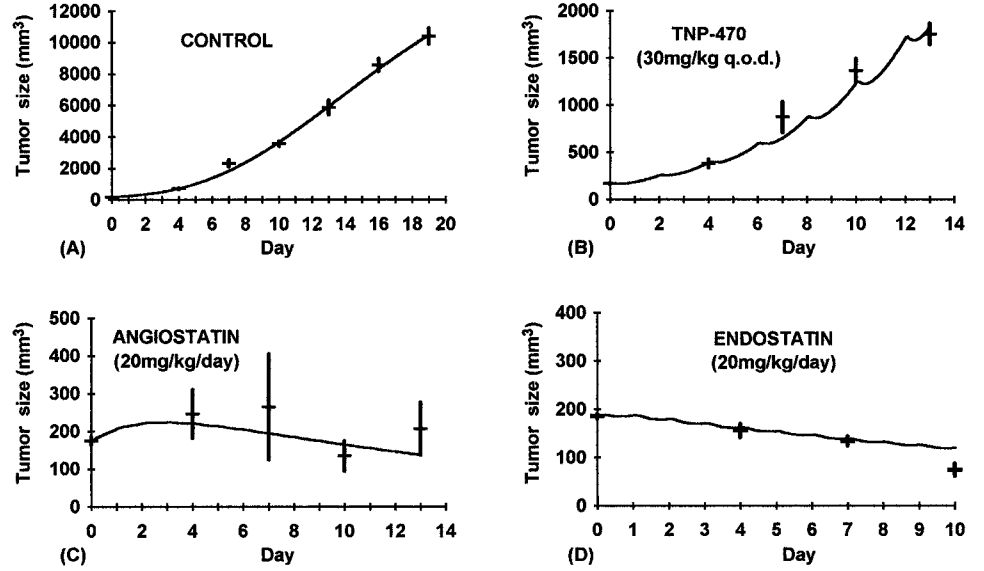 CONTROL
Tumor size (mm³)
12000
10000
8000
6000
4000
2000
0
0 2 4 6 8 10 12 14 16 18 20
Day
(A)
TNP-470
(30mg/kg q.o.d.)
Tumor size (mm³)
2000
1500
1000
500
0
0 2 4 6 8 10 12 14
Day
(B)
ANGIOSTATIN
(20mg/kg/day)
Tumor size (mm³)
500
400
300
200
100
0
0 2 4 6 8 10 12 14
Day
(C)
ENDOSTATIN
(20mg/kg/day)
Tumor size (mm³)
400
300
200
100
0
0 1 2 3 4 5 6 7 8 9 10
Day
(D)